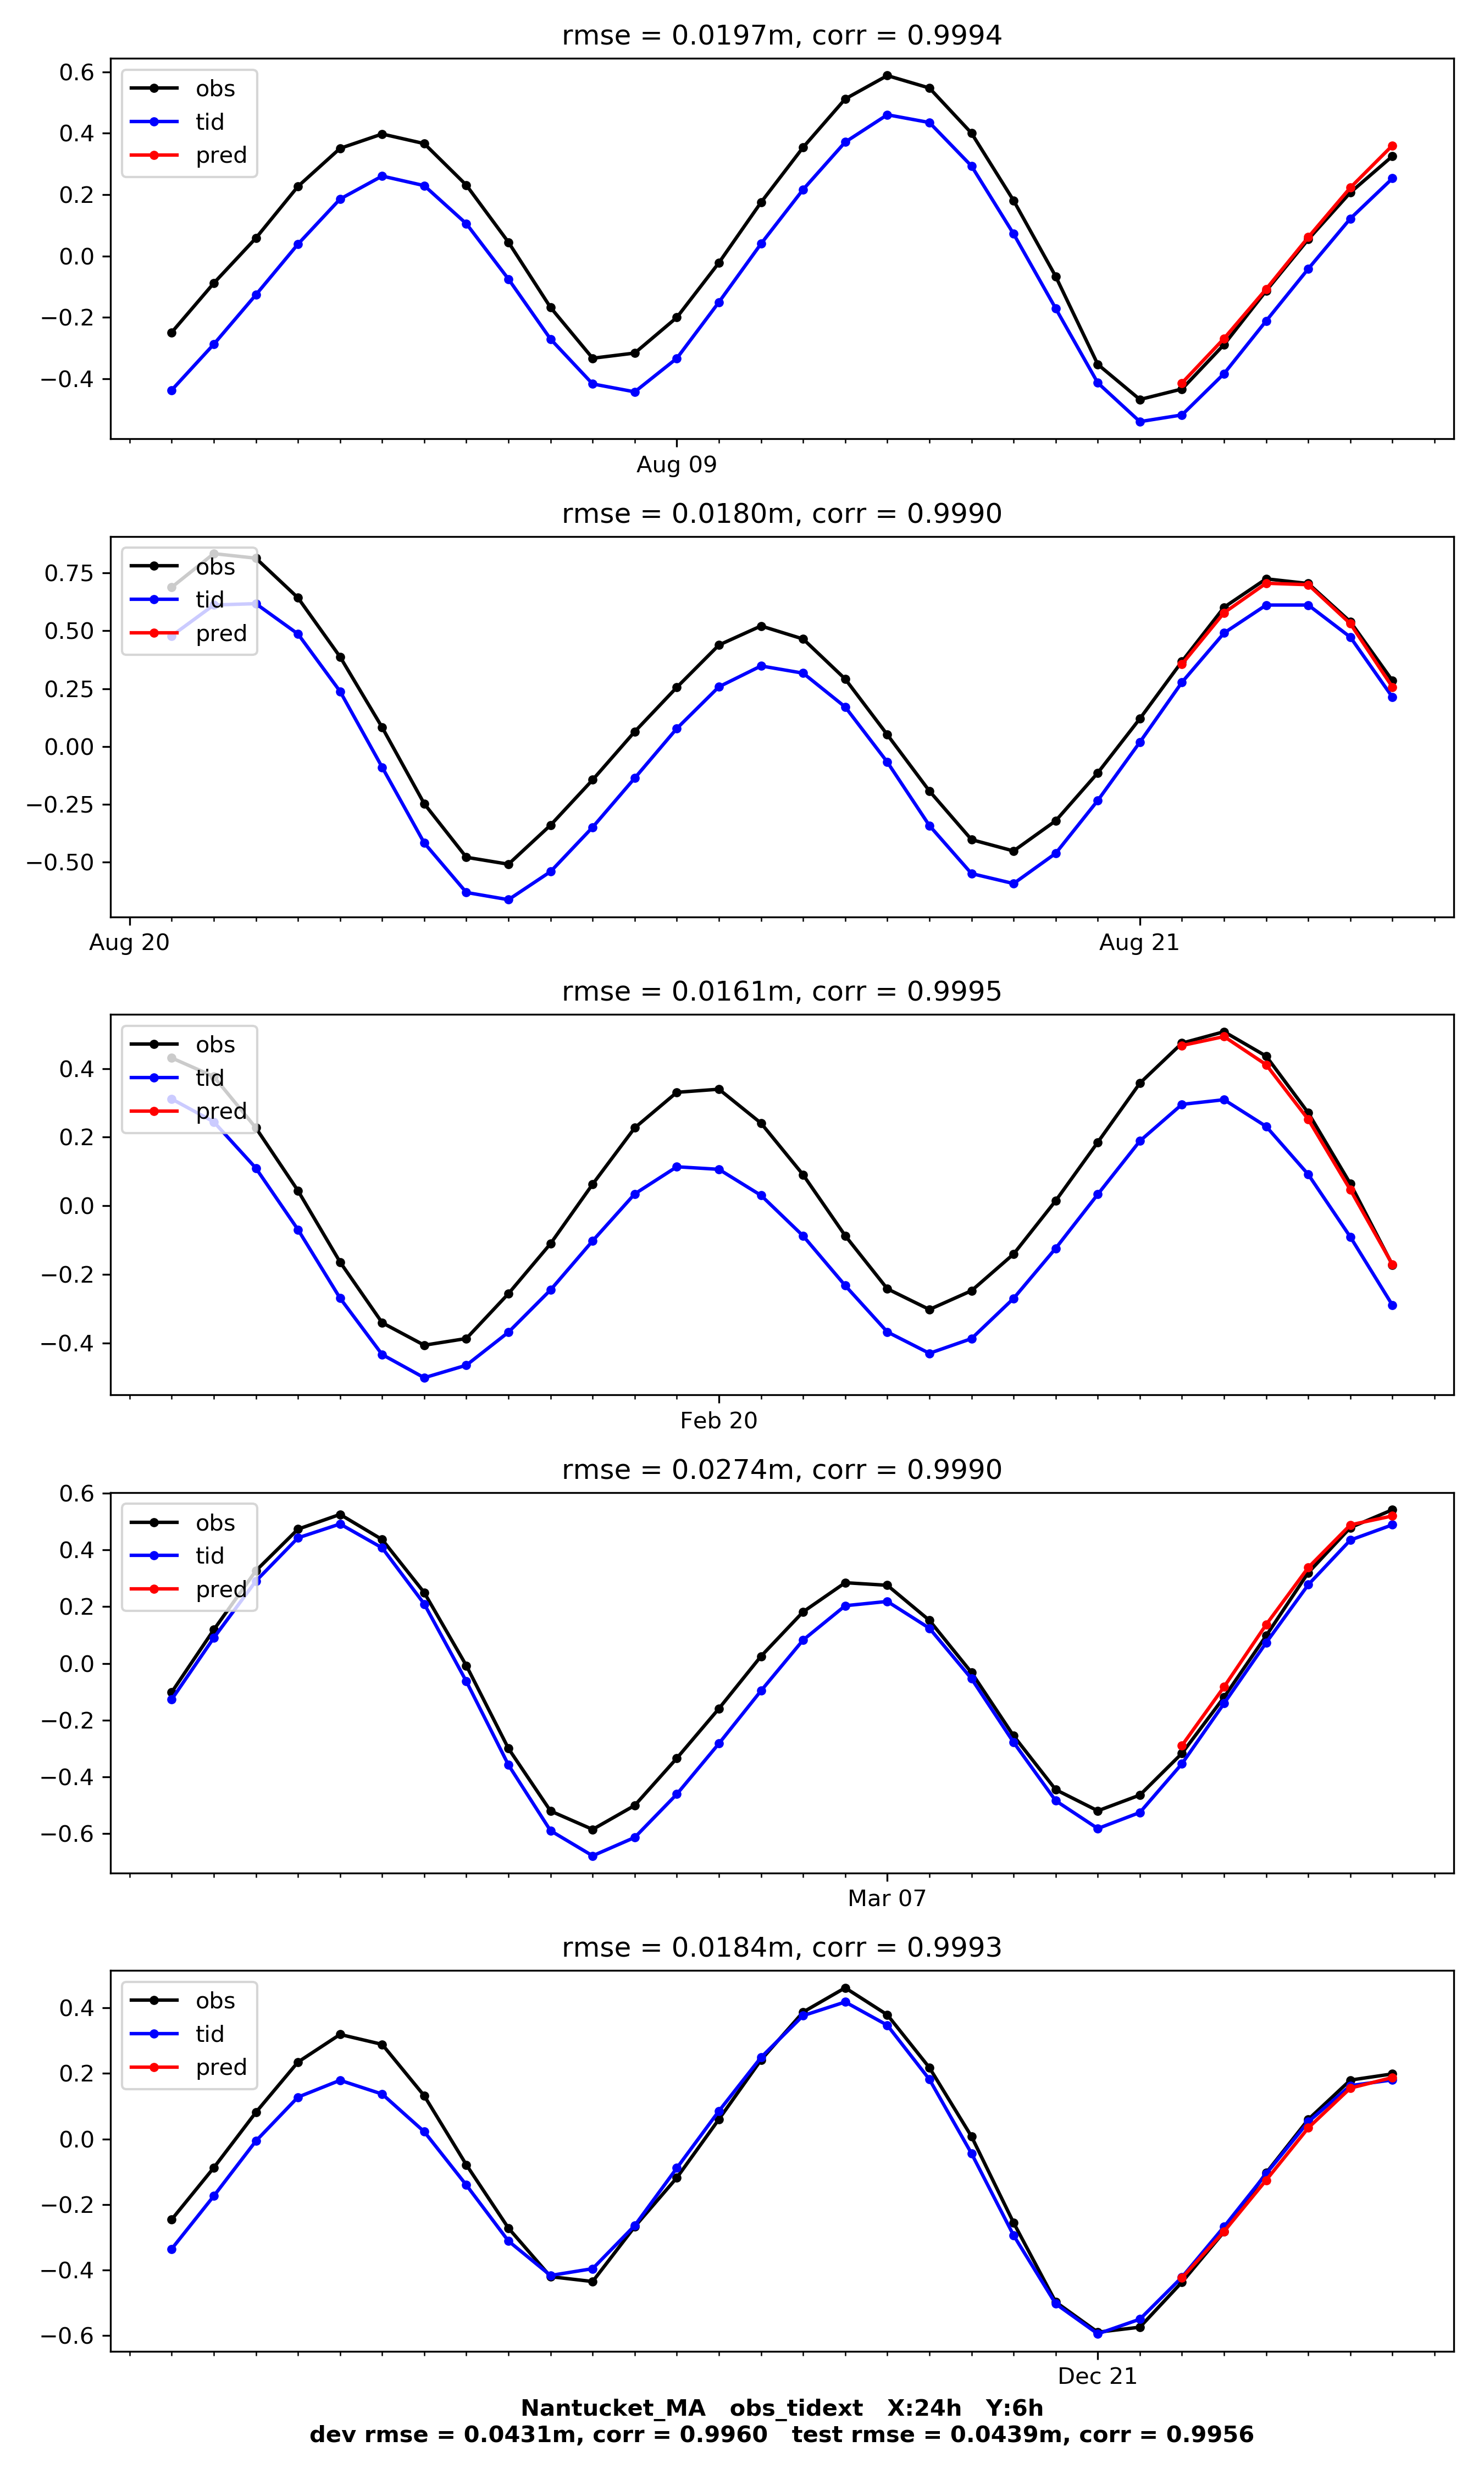 rmse = 0.0197m, corr = 0.9994
0.6
0.4
0.2
0.0
−0.2
−0.4
obs
tid
pred
Aug 09
rmse = 0.0180m, corr = 0.9990
0.75
0.50
0.25
0.00
−0.25
−0.50
obs
tid
pred
Aug 20
Aug 21
rmse = 0.0161m, corr = 0.9995
0.4
0.2
0.0
−0.2
−0.4
obs
tid
pred
Feb 20
rmse = 0.0274m, corr = 0.9990
0.6
0.4
0.2
0.0
−0.2
−0.4
−0.6
obs
tid
pred
Mar 07
rmse = 0.0184m, corr = 0.9993
0.4
0.2
0.0
−0.2
−0.4
−0.6
obs
tid
pred
Dec 21
Nantucket_MA obs_tidext X:24h Y:6h
dev rmse = 0.0431m, corr = 0.9960 test rmse = 0.0439m, corr = 0.9956